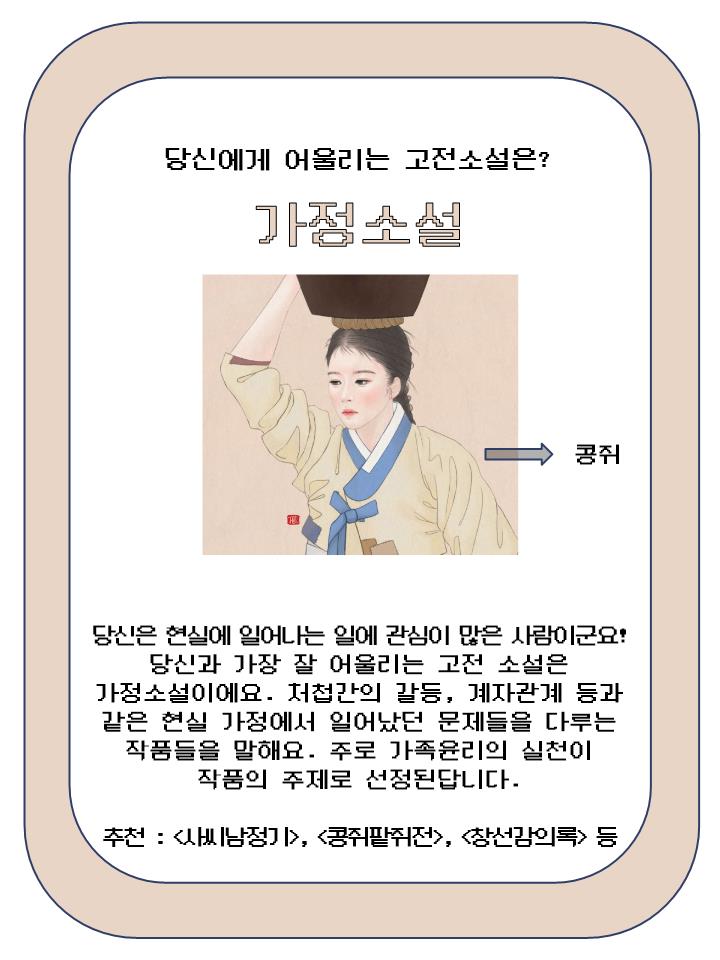 당신에게 어울리는 고전소설은?
가정소설
콩쥐
당신은 현실에 일어나는 일에 관심이 많은 사람이군요!
당신과 가장 잘 어울리는 고전 소설은
가정소설이에요. 처첩간의 갈등, 계자관계 등과
같은 현실 가정에서 일어났던 문제들을 다루는
작품들을 말해요. 주로 가족윤리의 실천이
작품의 주제로 선정된답니다.
추천 : <사씨남정기>, <콩쥐팥쥐전>, <창선감의록> 등